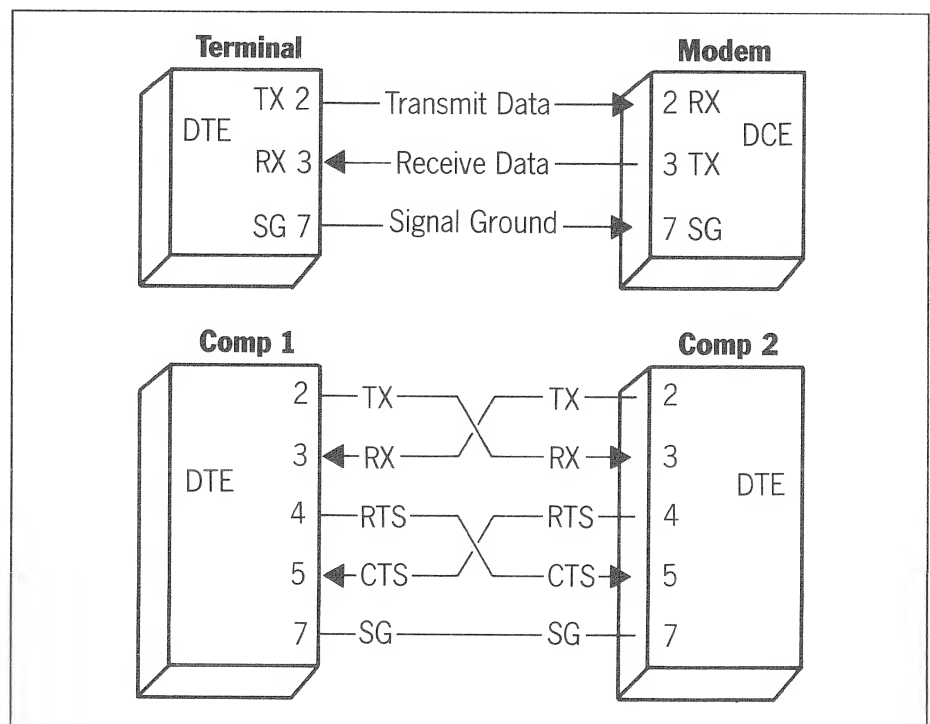 Terminal Modem
TX 2 Transmit Data 2 RX
DTE DCE
RX 3 Receive Data 3 TX
SG 7 Signal Ground 7 SG
Comp 1 Comp 2
2 TX TX 2
3 RX RX 3
DTE DTE
4 RTS RTS 4
5 CTS CTS 5
7 SG SG 7